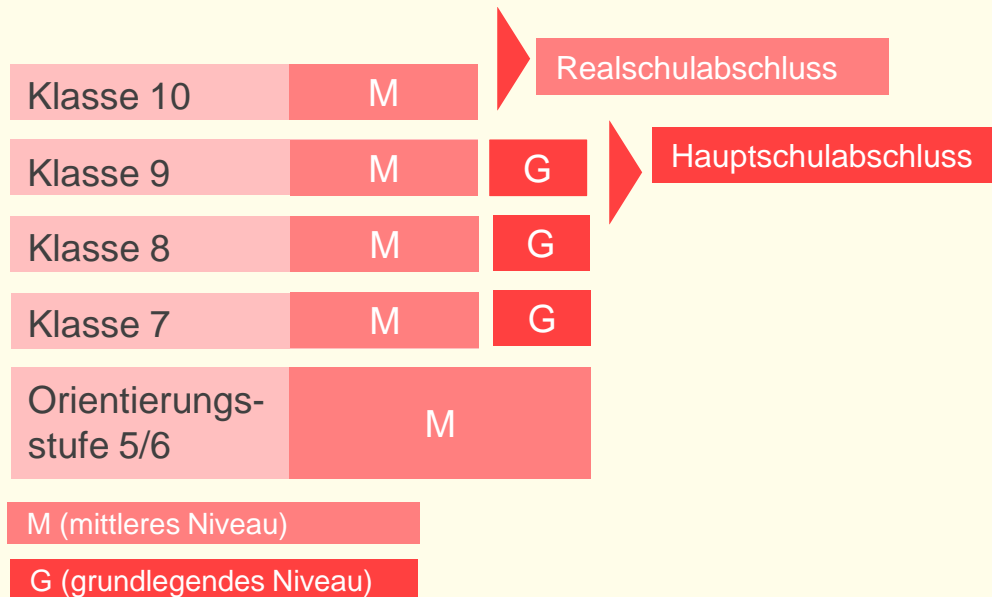 Realschulabschluss
Klasse 10 M
Hauptschulabschluss
Klasse 9 M G
Klasse 8 M G
Klasse 7 M G
Orientierungs-
stufe 5/6
M
M (mittleres Niveau)
G (grundlegendes Niveau)